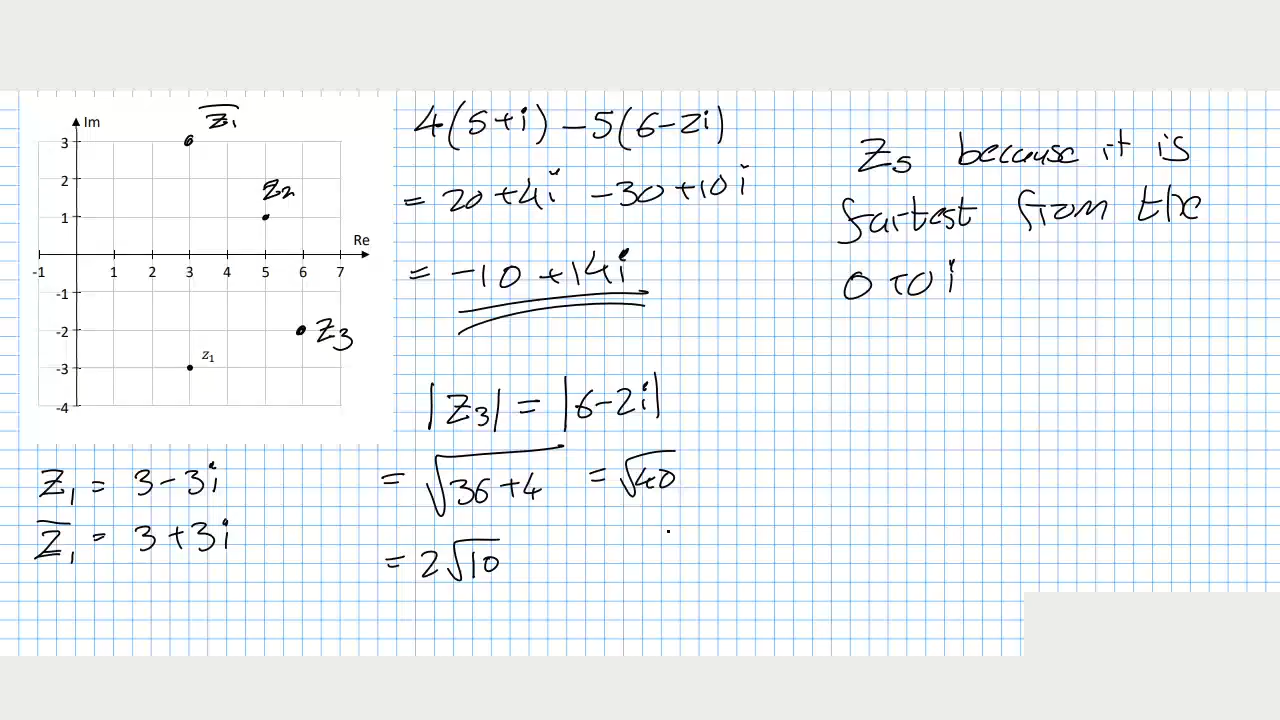 Im
3
2
1
-1
-2
-3
-4
-1 1 2 3 4 5 6 7
Re
z̄₁
z₂
z₃
z₁
z₁ = 3 - 3i
z̄₁ = 3 + 3i
4(5+i) - 5(6-2i)
= 20 + 4i - 30 + 10i
= -10 + 14i
|z₃| = |6-2i|
= √36+4 = √40
= 2√10
because it is
fartest from the
0 + 0i